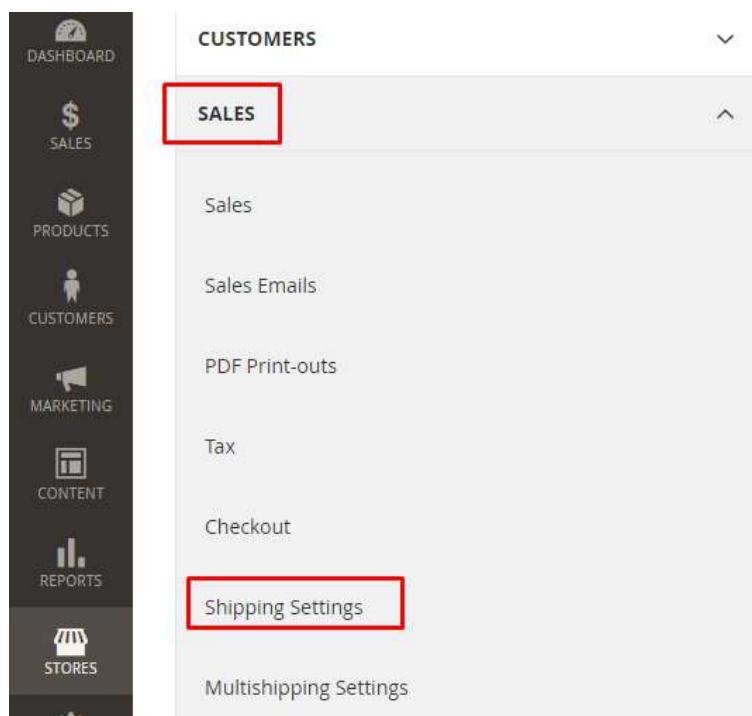 DASHBOARD
SALES
PRODUCTS
CUSTOMERS
MARKETING
CONTENT
REPORTS
STORES
CUSTOMERS
SALES
Sales
Sales Emails
PDF Print-outs
Tax
Checkout
Shipping Settings
Multishipping Settings